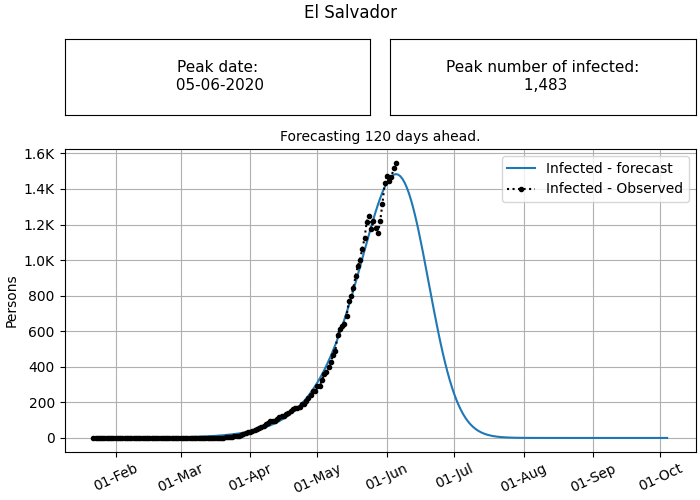 El Salvador
Peak date:
05-06-2020
Peak number of infected:
1,483
Forecasting 120 days ahead.
1.6K
1.4K
1.2K
1.0K
800
600
400
200
0
Persons
Infected - forecast
Infected - Observed
01-Feb
01-Mar
01-Apr
01-May
01-Jun
01-Jul
01-Aug
01-Sep
01-Oct